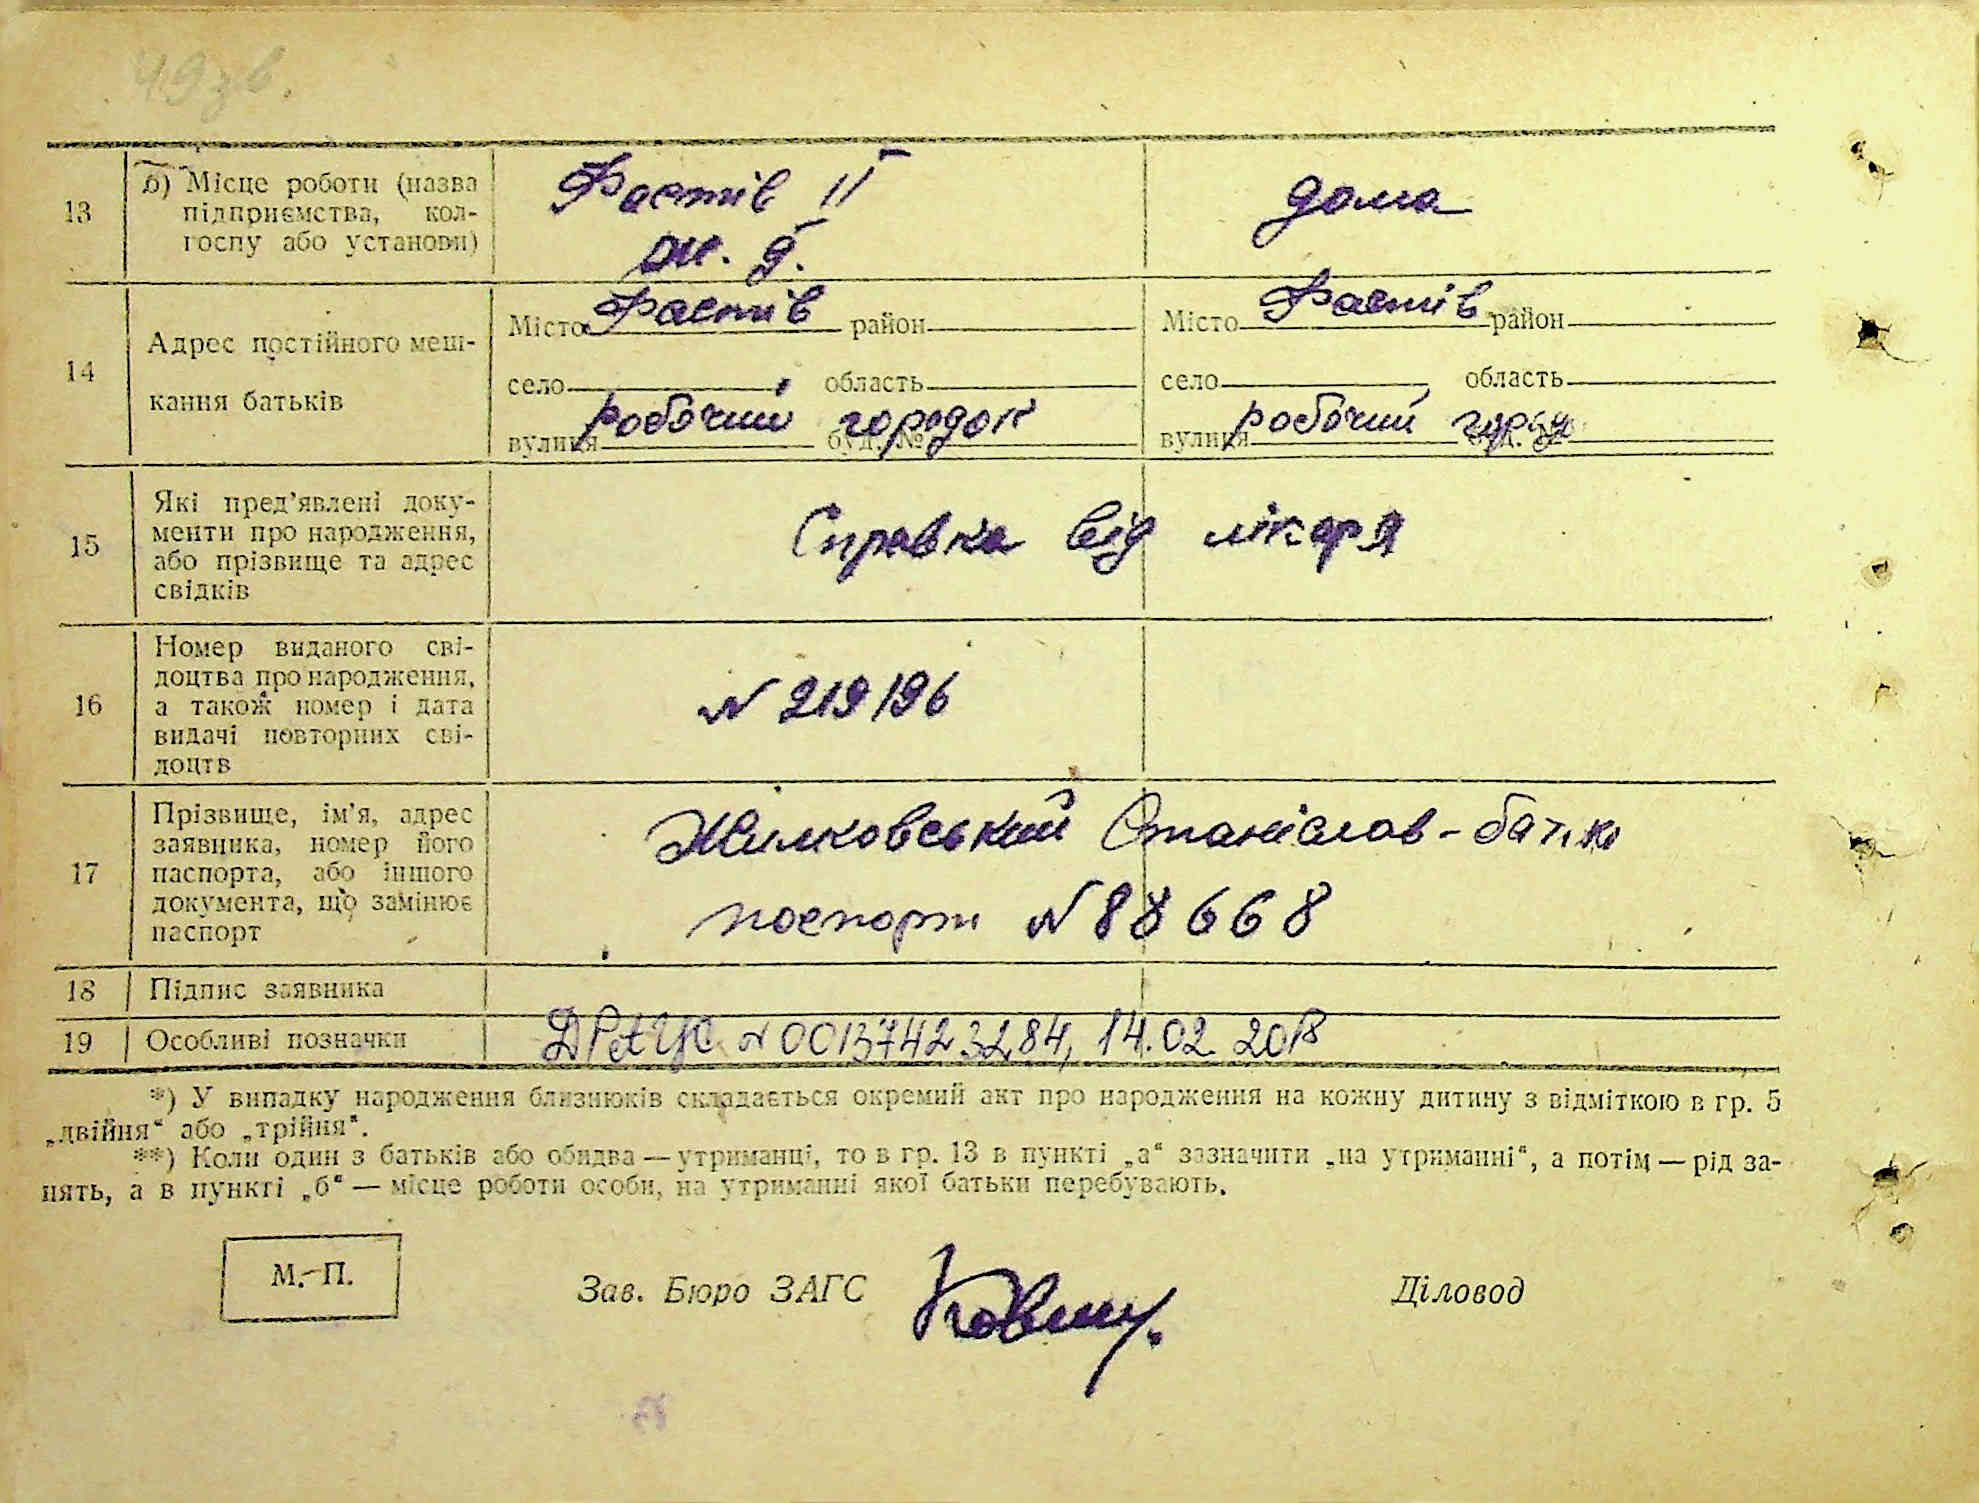 49зв.
13 б) Місце роботи (назва підприємства, колгоспу або установи)
Фастів ІІ
ж. д.
дома
14 Адрес постійного мешкання батьків
Місто Фастів район
село область
вулиця робочий буд. № городок
Місто Фастів район
село область
вулиця робочий
15 Які пред’явлені документи про народження, або прізвище та адрес свідків
Справка від лікаря
16 Номер виданого свідоцтва про народження, а також номер і дата видачі повторних свідоцтв
№ 219196
17 Прізвище, ім’я, адрес заявника, номер його паспорта, або іншого документа, що замінює паспорт
Жилковський Станіслав - батько
поспорт № 88668
18 Підпис заявника
19 Особливі позначки
ДРАЦС № 00137423284, 14.02.2018
*) У випадку народження близнюків складається окремий акт про народження на кожну дитину з відміткою в гр. 5
„двійня“ або „трійня“.
**) Коли один з батьків або обидва — утриманці, то в гр. 13 в пункті „а“ зазначити „на утриманні“, а потім — рід за-
нять, а в пункті „б“ — місце роботи особи, на утриманні якої батьки перебувають.
М. П.
Зав. Бюро ЗАГС
Діловод